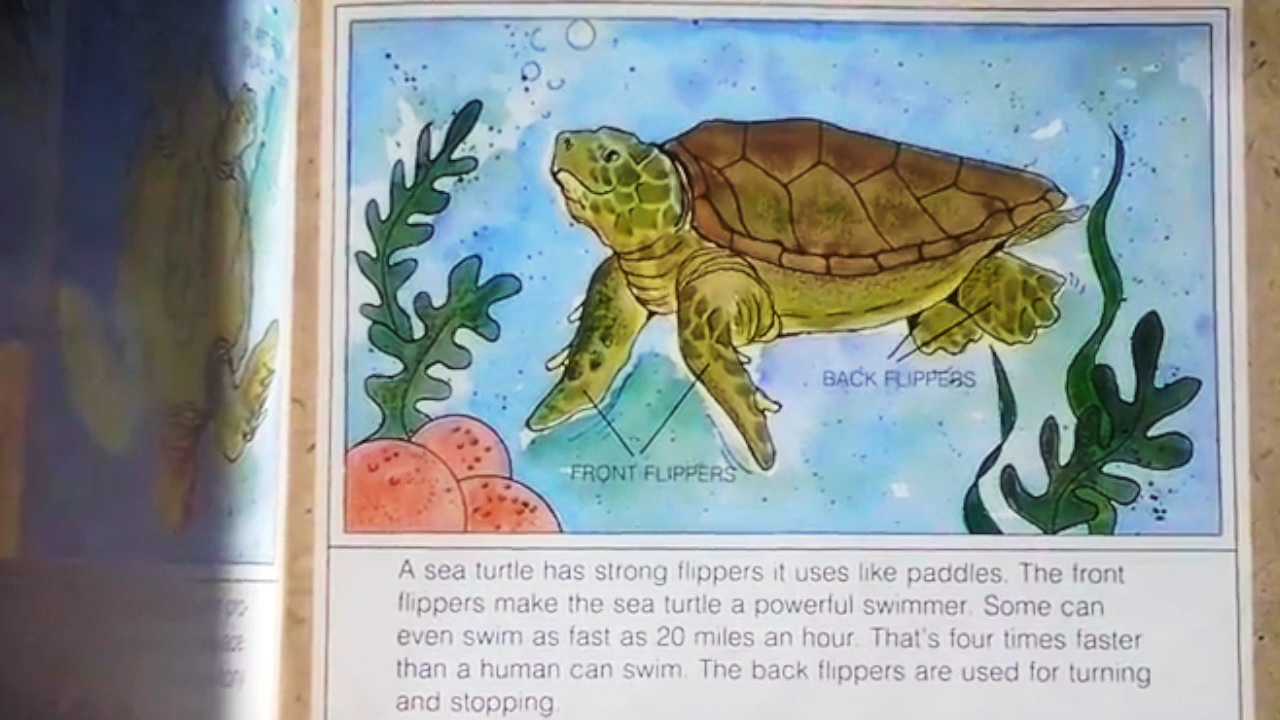 BACK FLIPPERS
FRONT FLIPPERS
A sea turtle has strong flippers it uses like paddles. The front
flippers make the sea turtle a powerful swimmer. Some can
even swim as fast as 20 miles an hour. That's four times faster
than a human can swim. The back flippers are used for turning
and stopping.